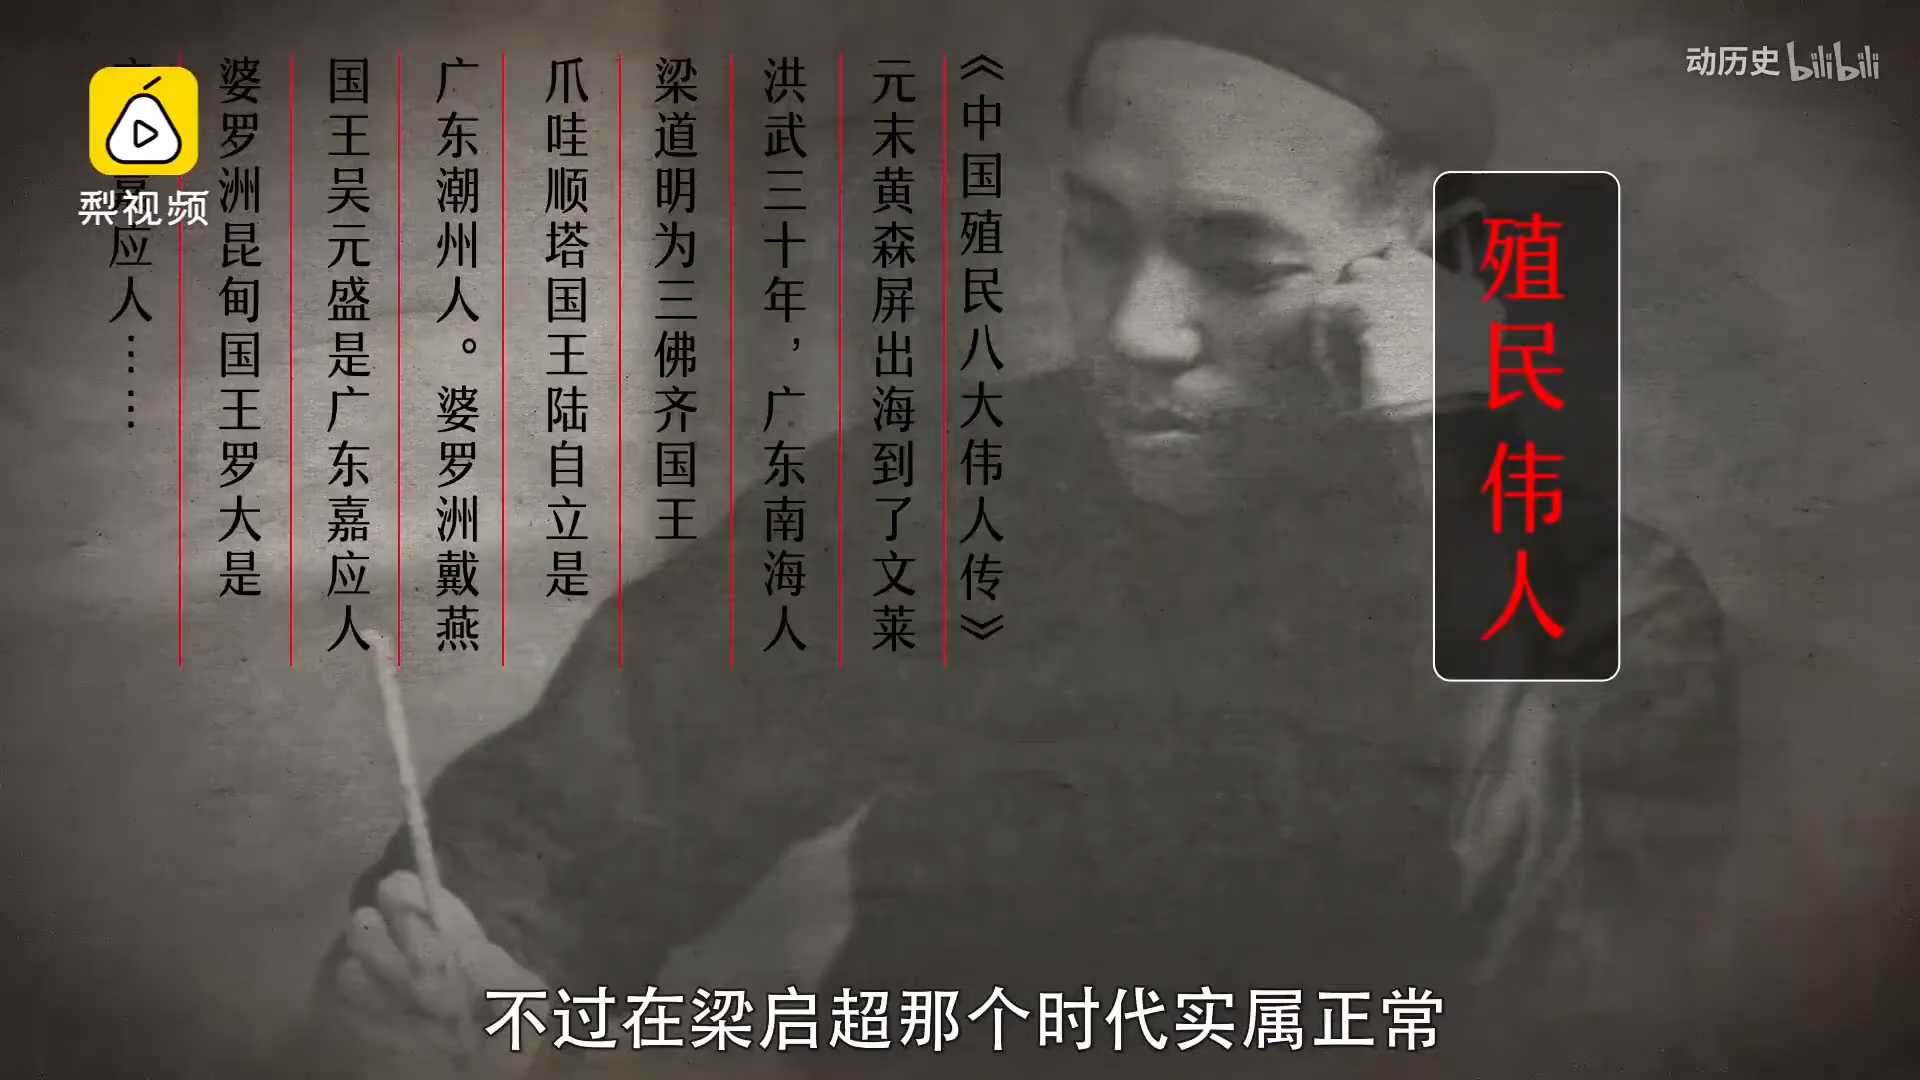 动历史 bilibili
梨视频
《中国殖民八大伟人传》
元末黄森屏出海到了文莱
洪武三十年，广东南海人
梁道明为三佛齐国王
爪哇顺塔国王陆自立是
广东潮州人。婆罗洲戴燕
国王吴元盛是广东嘉应人
婆罗洲昆甸国王罗大是
应人……
殖民伟人
不过在梁启超那个时代实属正常